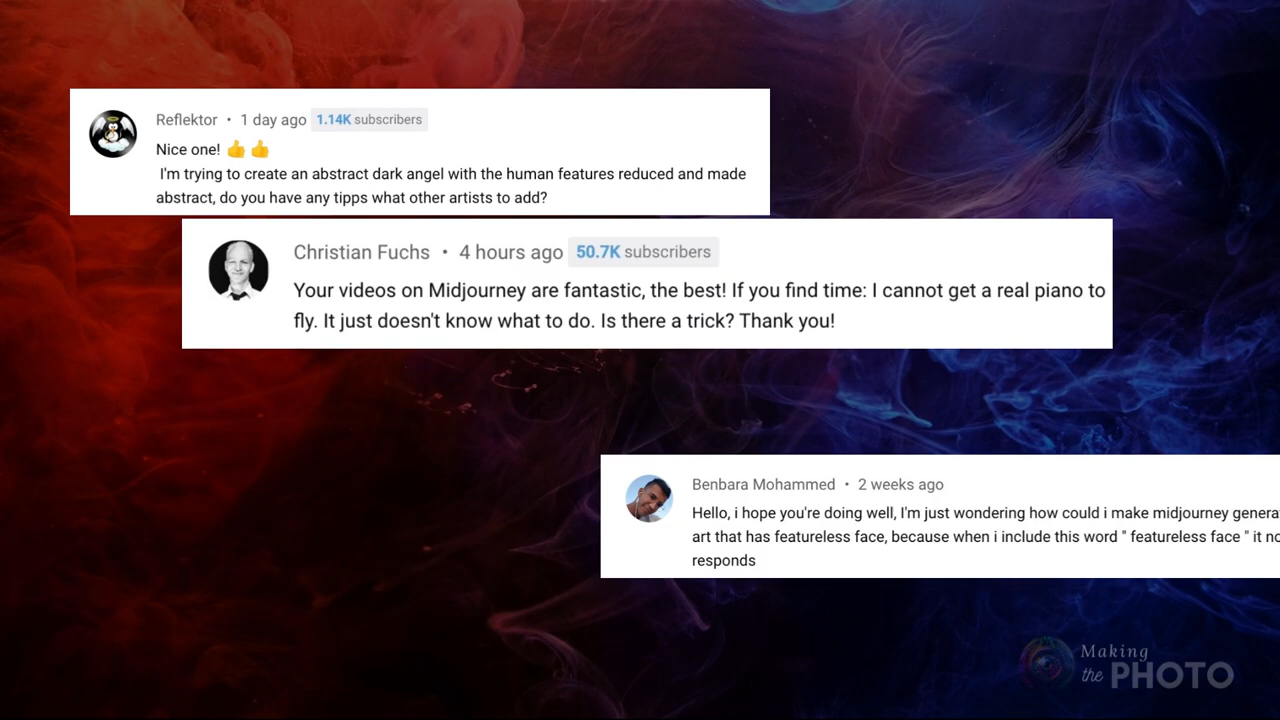 Reflektor • 1 day ago 1.14K subscribers
Nice one! 👍 👍
I'm trying to create an abstract dark angel with the human features reduced and made
abstract, do you have any tipps what other artists to add?
Christian Fuchs • 4 hours ago 50.7K subscribers
Your videos on Midjourney are fantastic, the best! If you find time: I cannot get a real piano to
fly. It just doesn't know what to do. Is there a trick? Thank you!
Benbara Mohammed • 2 weeks ago
Hello, i hope you're doing well, I'm just wondering how could i make midjourney genera
art that has featureless face, because when i include this word " featureless face " it no
responds
Making
the PHOTO